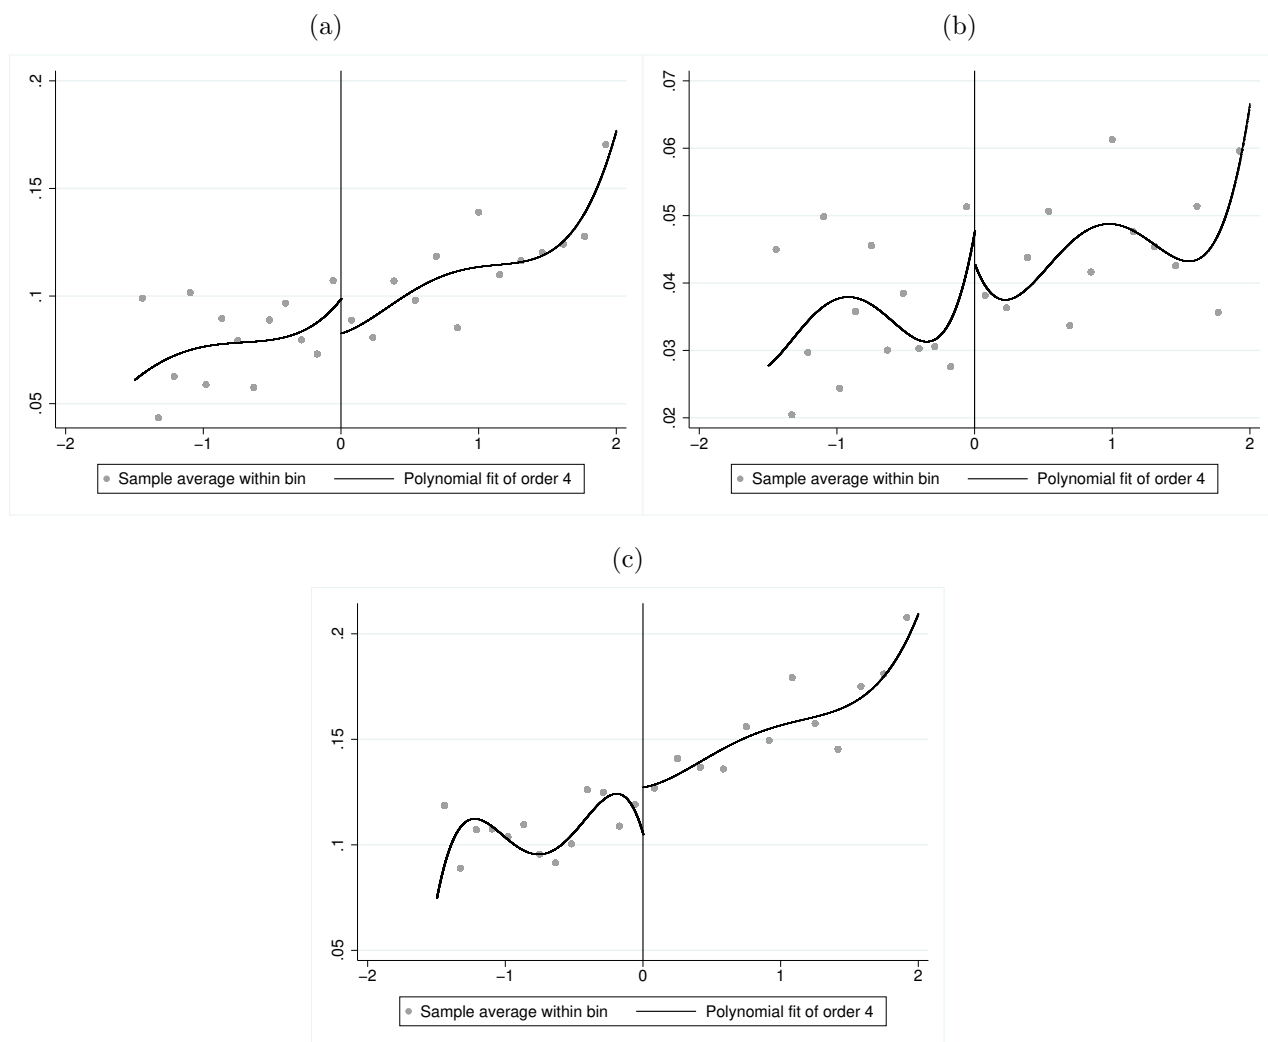 (a)
.2
.15
.1
.05
−2 −1 0 1 2
Sample average within bin Polynomial fit of order 4
(b)
.07
.06
.05
.04
.03
.02
−2 −1 0 1 2
Sample average within bin Polynomial fit of order 4
(c)
.2
.15
.1
.05
−2 −1 0 1 2
Sample average within bin Polynomial fit of order 4